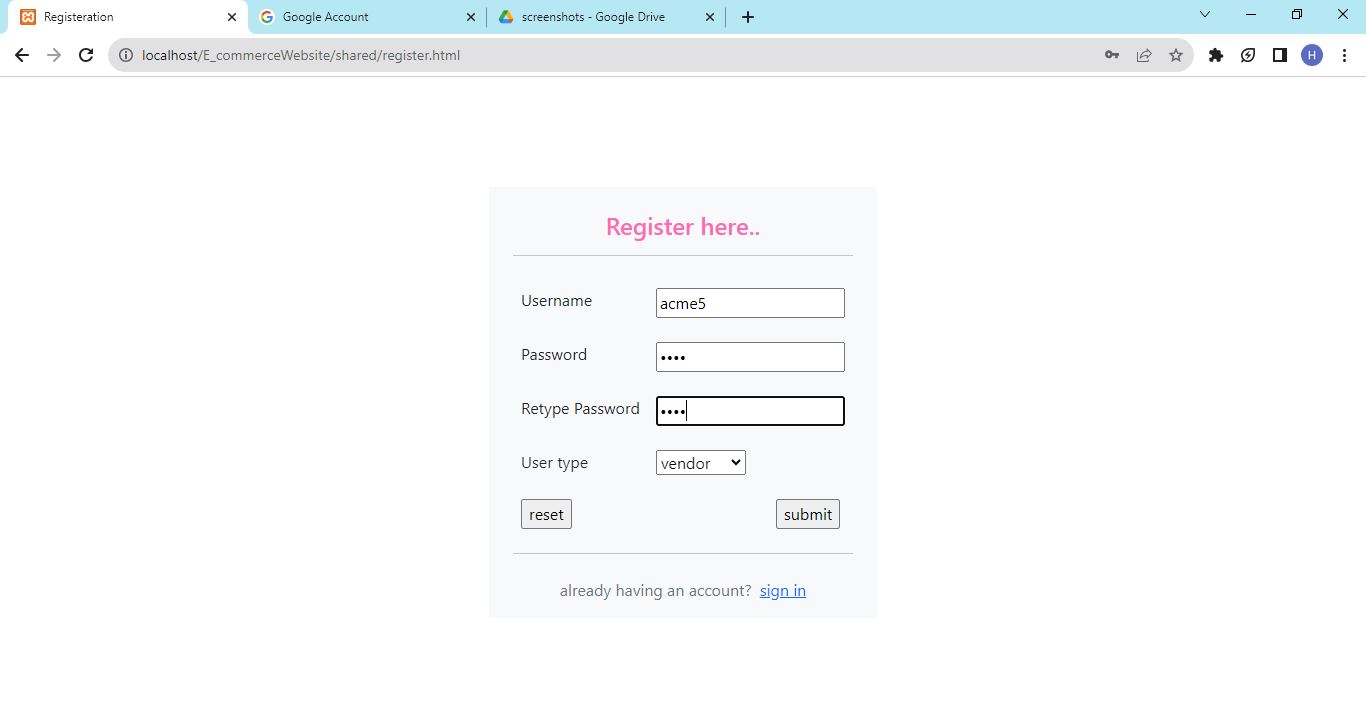 Registeration
Google Account
screenshots - Google Drive
localhost/E_commerceWebsite/shared/register.html
H
Register here..
Username acme5
Password ••••
Retype Password ••••
User type vendor
reset submit
already having an account? sign in